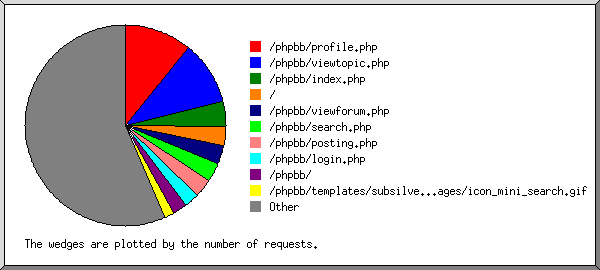 /phpbb/profile.php
/phpbb/viewtopic.php
/phpbb/index.php
/
/phpbb/viewforum.php
/phpbb/search.php
/phpbb/posting.php
/phpbb/login.php
/phpbb/
/phpbb/templates/subsilve...ages/icon_mini_search.gif
Other
The wedges are plotted by the number of requests.